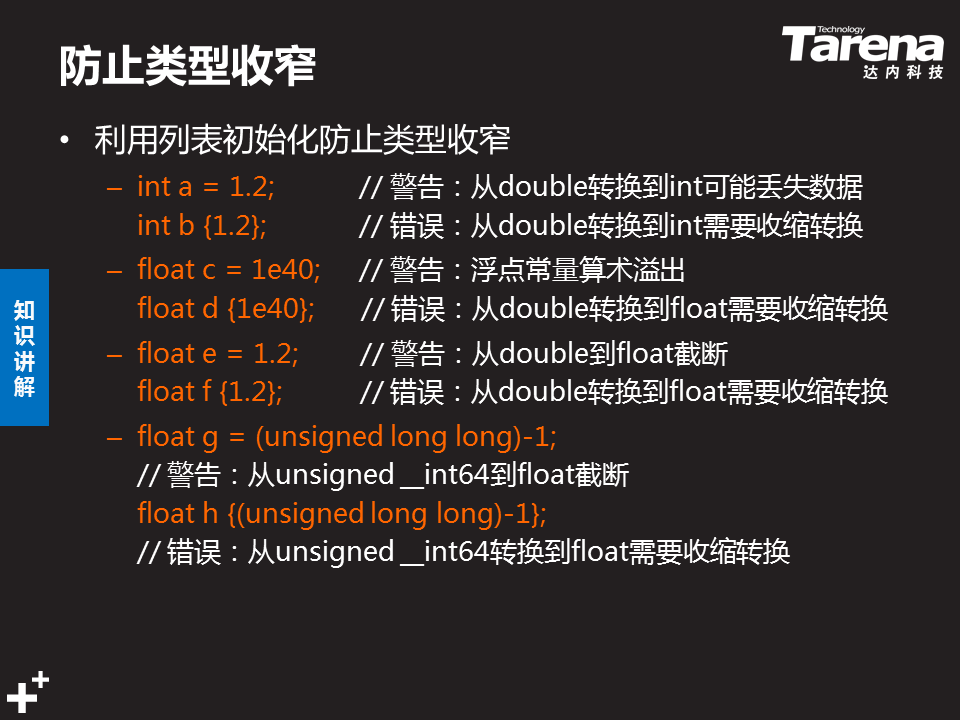 防止类型收窄
Technology
Tarena
达内科技
• 利用列表初始化防止类型收窄
– int a = 1.2; // 警告：从double转换到int可能丢失数据
int b {1.2}; // 错误：从double转换到int需要收缩转换
– float c = 1e40; // 警告：浮点常量算术溢出
float d {1e40}; // 错误：从double转换到float需要收缩转换
– float e = 1.2; // 警告：从double到float截断
float f {1.2}; // 错误：从double转换到float需要收缩转换
– float g = (unsigned long long)-1;
// 警告：从unsigned __int64到float截断
float h {(unsigned long long)-1};
// 错误：从unsigned __int64转换到float需要收缩转换
知识讲解
++